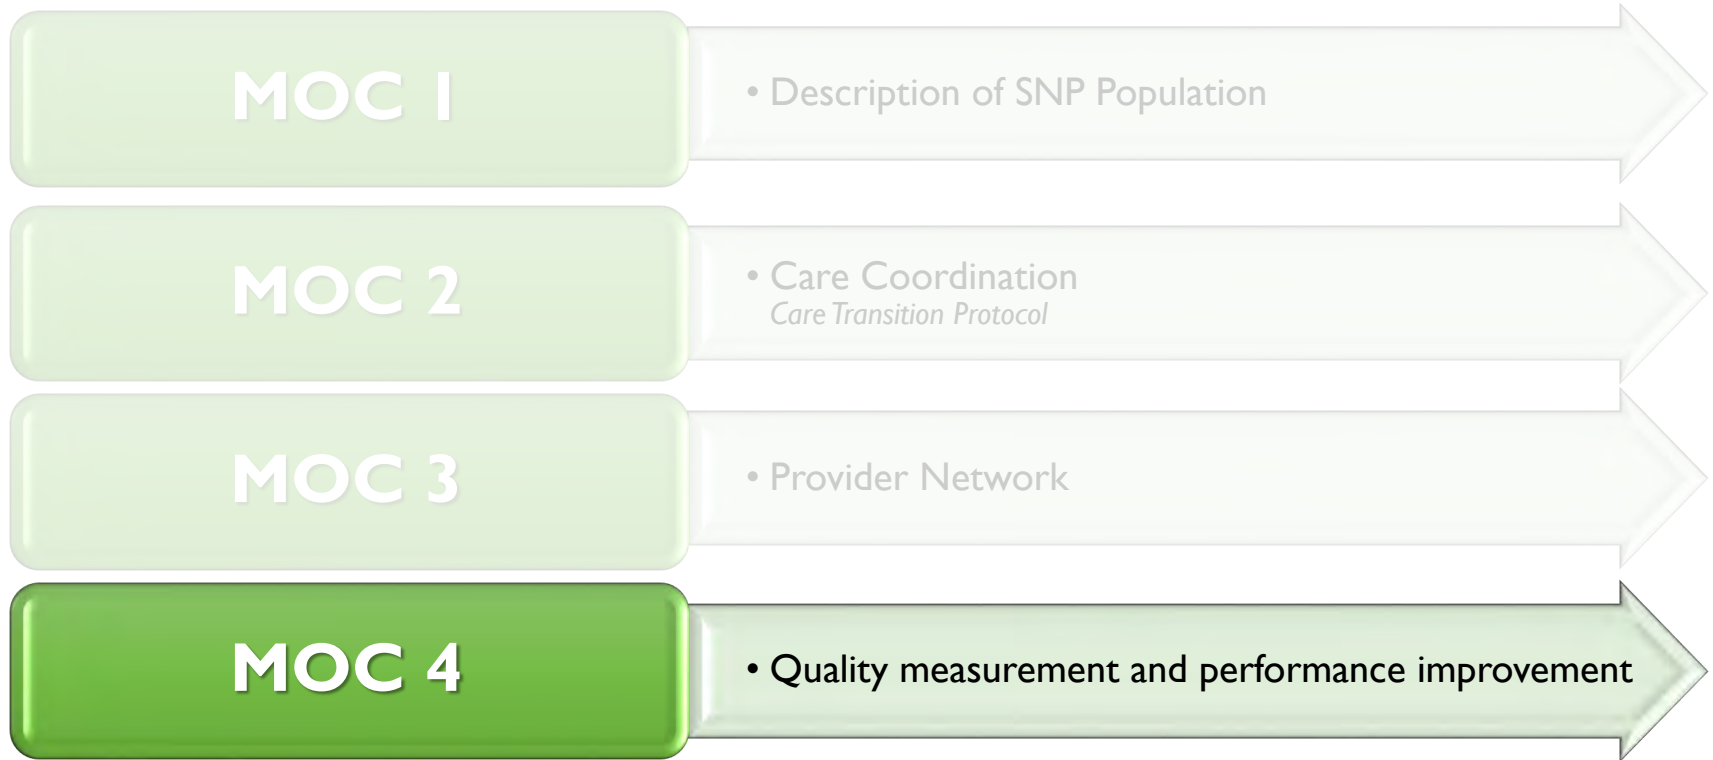 MOC 1
• Description of SNP Population
MOC 2
• Care Coordination
Care Transition Protocol
MOC 3
• Provider Network
MOC 4
• Quality measurement and performance improvement